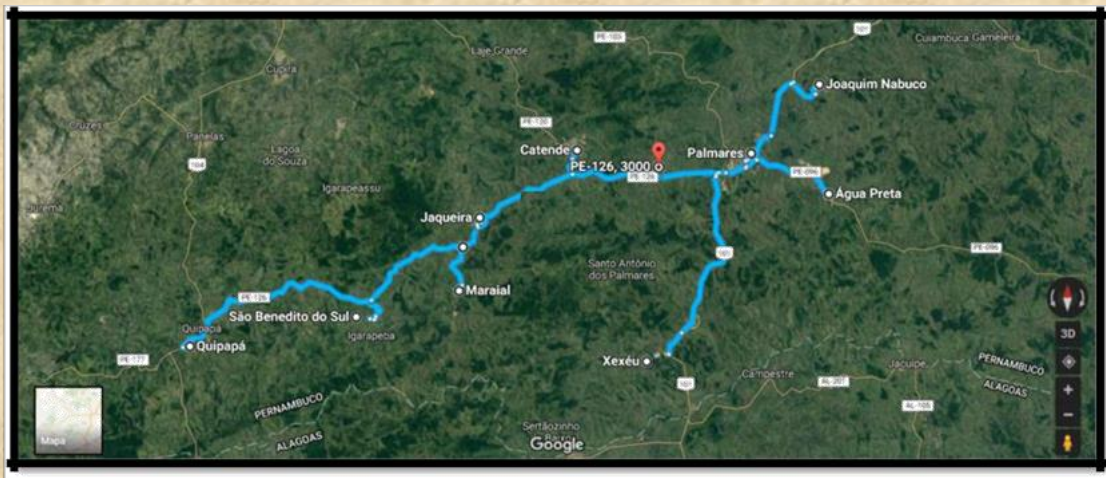 101
Cuiambuca Gameleira
PE-103
Laje Grande
Cupira
Joaquim Nabuco
Cruzes
PE-120
Panelas
Catende
Palmares
Lagoa
do Souza
PE-126, 3000
104
PE-126
PE-096
Igarapeassu
Água Preta
Jurema
Jaqueira
PE-096
101
Santo Antônio
dos Palmares
Maraial
PE-126
São Benedito do Sul
Quipapá
Igarapeba
3D
Quipapá
PE-177
Xexéu
PERNAMBUCO
Jacuípe
Campestre
101
AL-207
ALAGOAS
PERNAMBUCO
AL-105
Sertãozinho
Google
ALAGOAS
Mapa